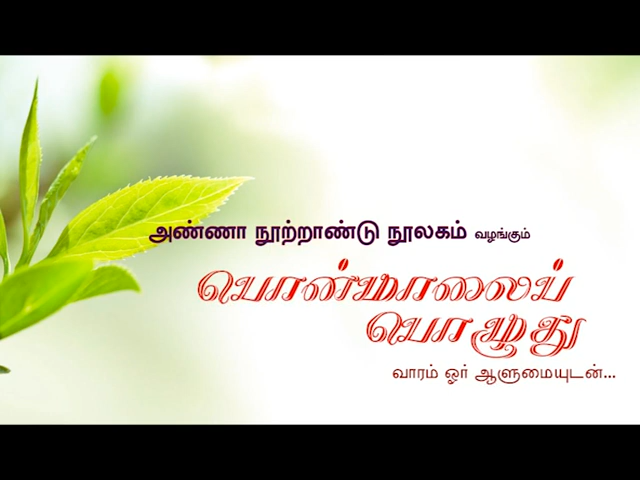 அண்ணா நூற்றாண்டு நூலகம் வழங்கும்
பொன்மாலைப்
பொழுது
வாரம் ஓர் ஆளுமையுடன்...